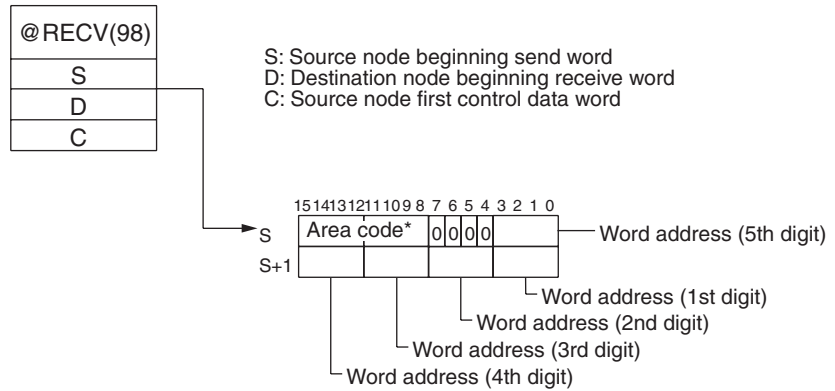 @RECV(98)
S
D
C
S: Source node beginning send word
D: Destination node beginning receive word
C: Source node first control data word
15 14 13 12 11 10 9 8 7 6 5 4 3 2 1 0
S Area code* 0 0 0 0 Word address (5th digit)
S+1
Word address (1st digit)
Word address (2nd digit)
Word address (3rd digit)
Word address (4th digit)